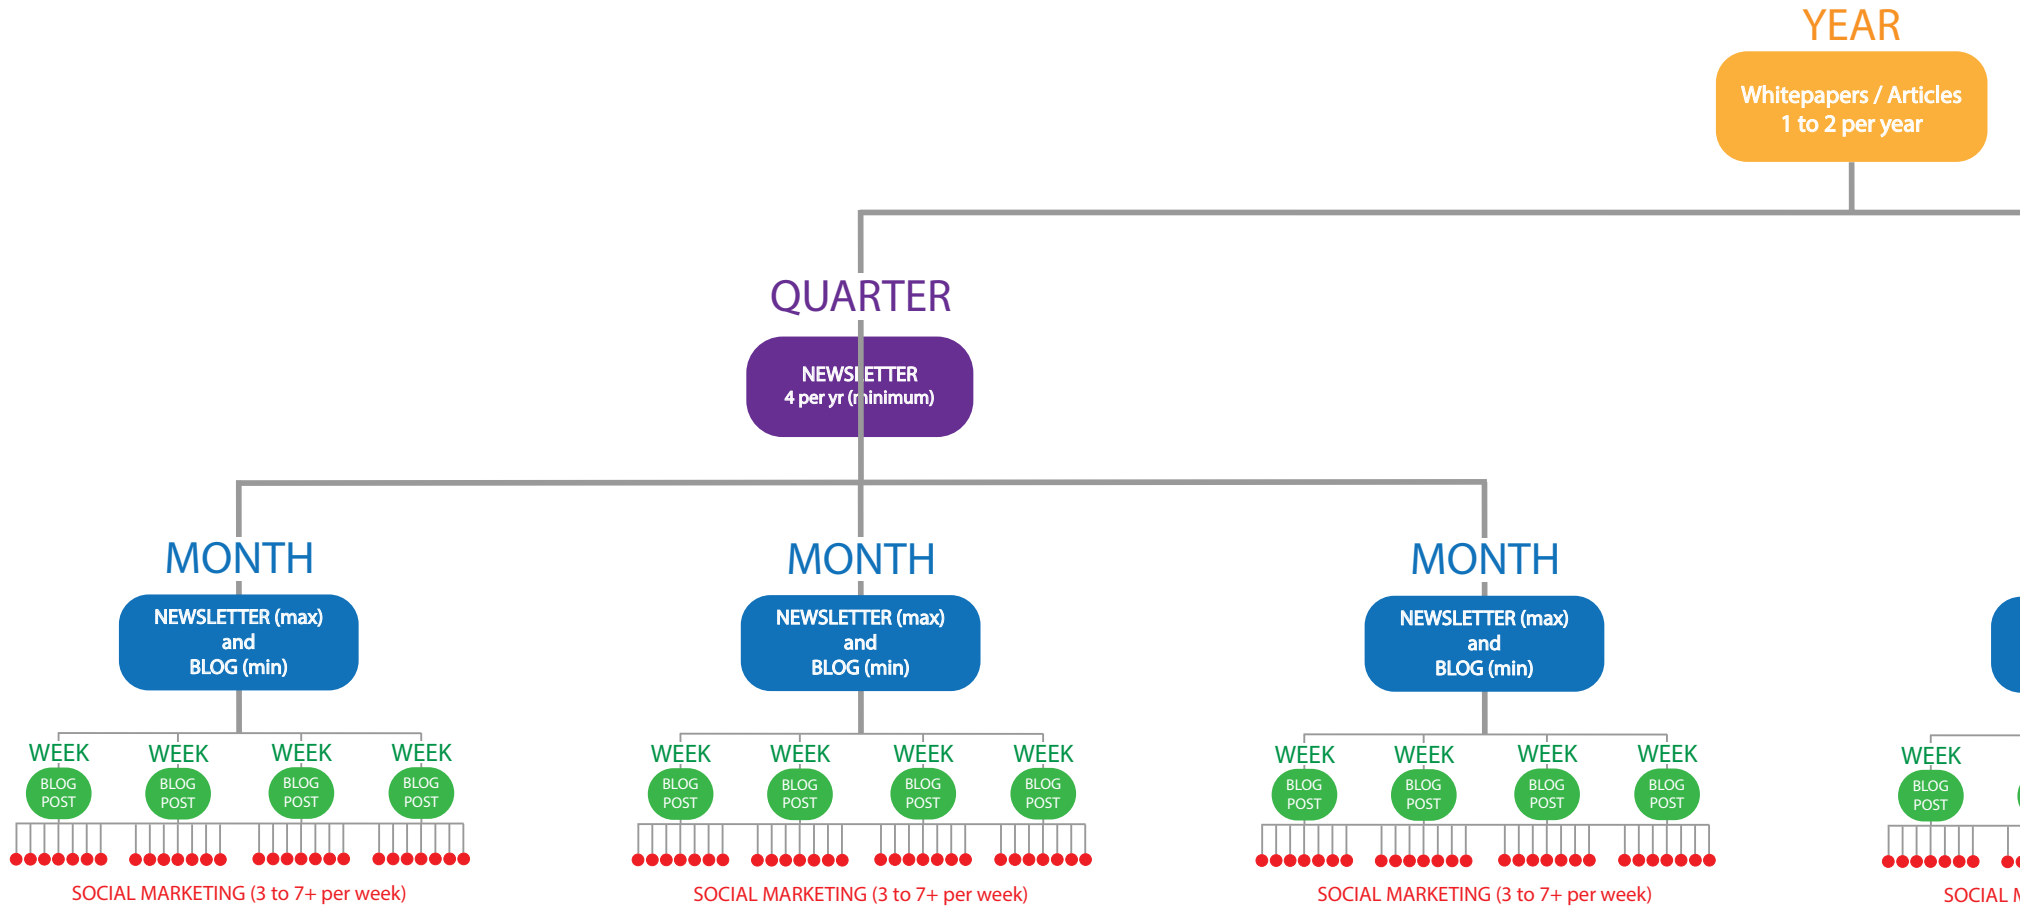 YEAR
Whitepapers / Articles
1 to 2 per year
QUARTER
NEWSLETTER
4 per yr (minimum)
MONTH
MONTH
MONTH
NEWSLETTER (max)
and
BLOG (min)
NEWSLETTER (max)
and
BLOG (min)
NEWSLETTER (max)
and
BLOG (min)
WEEK
WEEK
WEEK
WEEK
WEEK
WEEK
WEEK
WEEK
WEEK
WEEK
WEEK
WEEK
WEEK
BLOG
POST
BLOG
POST
BLOG
POST
BLOG
POST
BLOG
POST
BLOG
POST
BLOG
POST
BLOG
POST
BLOG
POST
BLOG
POST
BLOG
POST
BLOG
POST
BLOG
POST
SOCIAL MARKETING (3 to 7+ per week)
SOCIAL MARKETING (3 to 7+ per week)
SOCIAL MARKETING (3 to 7+ per week)
SOCIAL